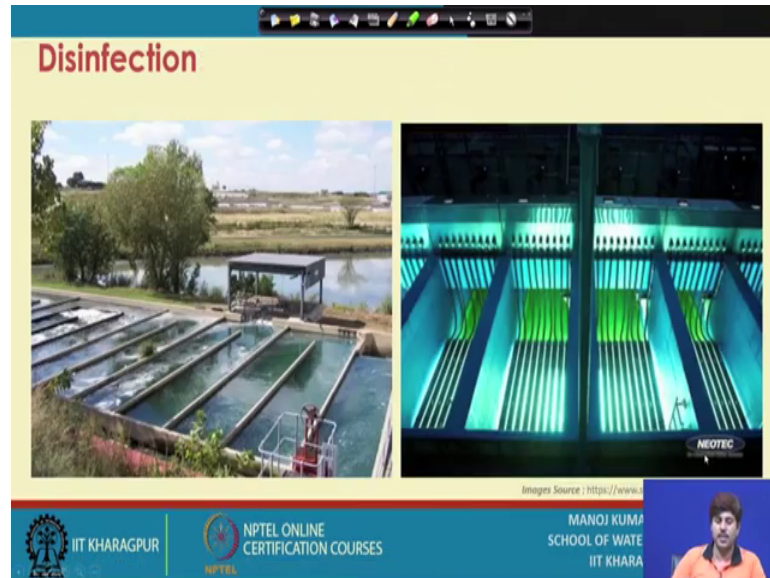 Disinfection
NEOTEC
Images Source : https://www.s
IIT KHARAGPUR
NPTEL
NPTEL ONLINE
CERTIFICATION COURSES
MANOJ KUMA
SCHOOL OF WATE
IIT KHARA